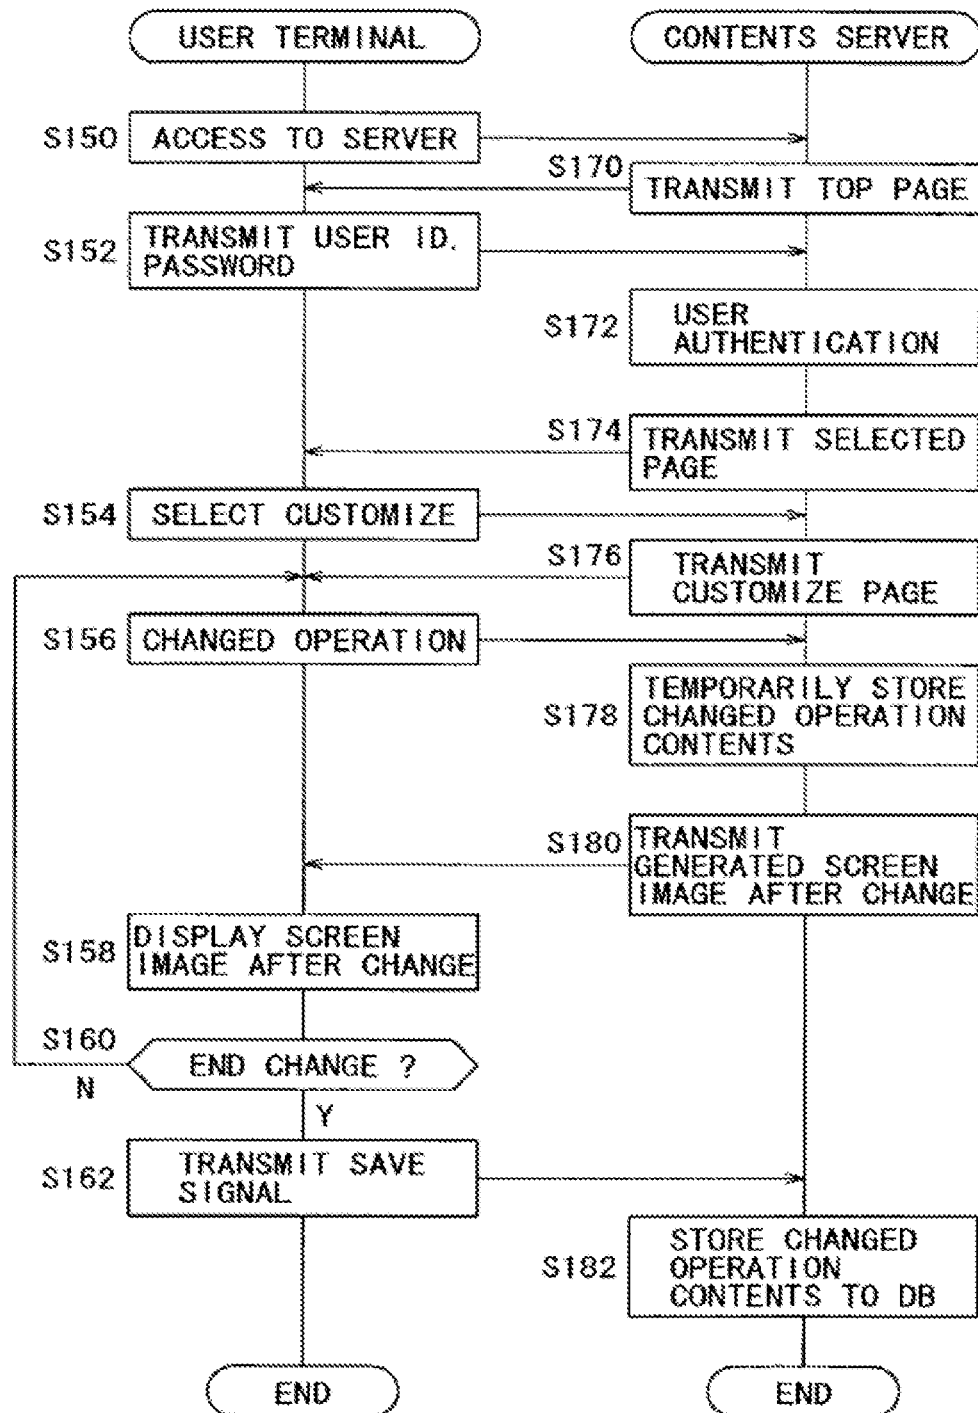 USER TERMINAL
CONTENTS SERVER
S150
ACCESS TO SERVER
S170
TRANSMIT TOP PAGE
S152
TRANSMIT USER ID.
PASSWORD
S172
USER
AUTHENTICATION
S174
TRANSMIT SELECTED
PAGE
S154
SELECT CUSTOMIZE
S176
TRANSMIT
CUSTOMIZE PAGE
S156
CHANGED OPERATION
S178
TEMPORARILY STORE
CHANGED OPERATION
CONTENTS
S180
TRANSMIT
GENERATED SCREEN
IMAGE AFTER CHANGE
S158
DISPLAY SCREEN
IMAGE AFTER CHANGE
S160
END CHANGE ?
N
Y
S162
TRANSMIT SAVE
SIGNAL
S182
STORE CHANGED
OPERATION
CONTENTS TO DB
END
END